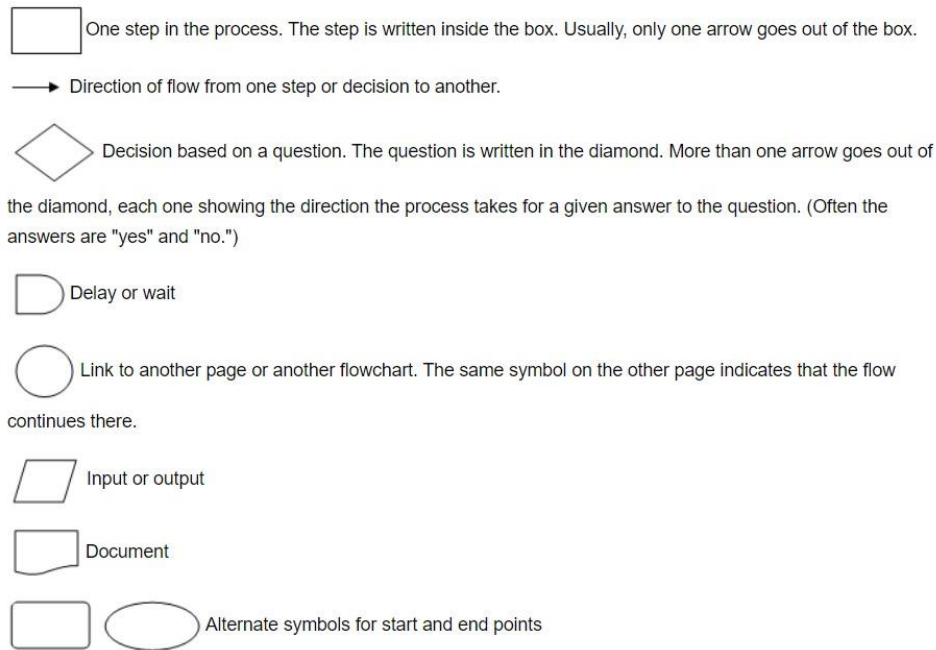 One step in the process. The step is written inside the box. Usually, only one arrow goes out of the box.
Direction of flow from one step or decision to another.
Decision based on a question. The question is written in the diamond. More than one arrow goes out of
the diamond, each one showing the direction the process takes for a given answer to the question. (Often the
answers are "yes" and "no.")
Delay or wait
Link to another page or another flowchart. The same symbol on the other page indicates that the flow
continues there.
Input or output
Document
Alternate symbols for start and end points